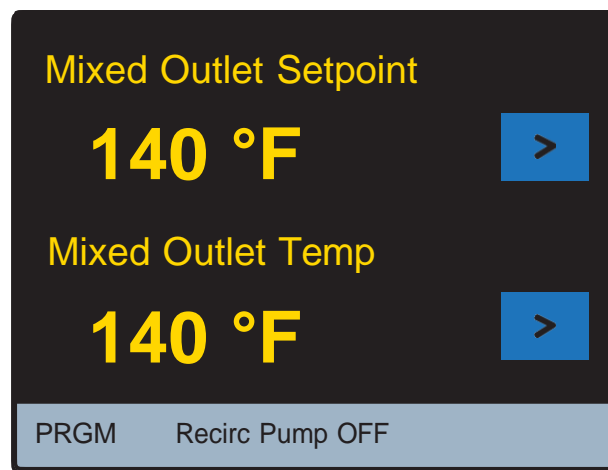 Mixed Outlet Setpoint
140 °F >
Mixed Outlet Temp
140 °F >
PRGM Recirc Pump OFF